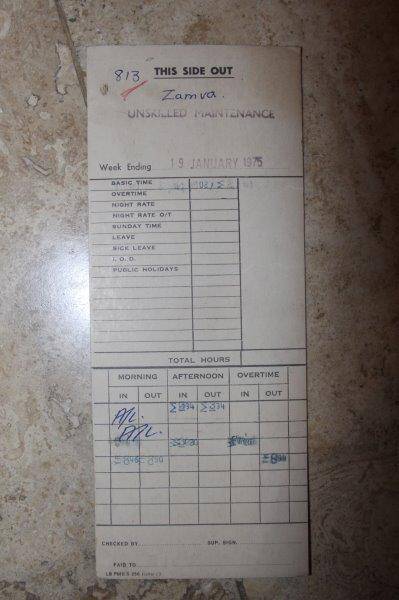 813 THIS SIDE OUT
Zamva.
UNSKILLED MAINTENANCE
Week Ending 19 JANUARY 1975
BASIC TIME
OVERTIME
NIGHT RATE
NIGHT RATE O/T
SUNDAY TIME
LEAVE
SICK LEAVE
I. O. D.
PUBLIC HOLIDAYS
TOTAL HOURS
MORNING AFTERNOON OVERTIME
IN OUT IN OUT IN OUT
CHECKED BY SUP. SIGN.
PAID TO